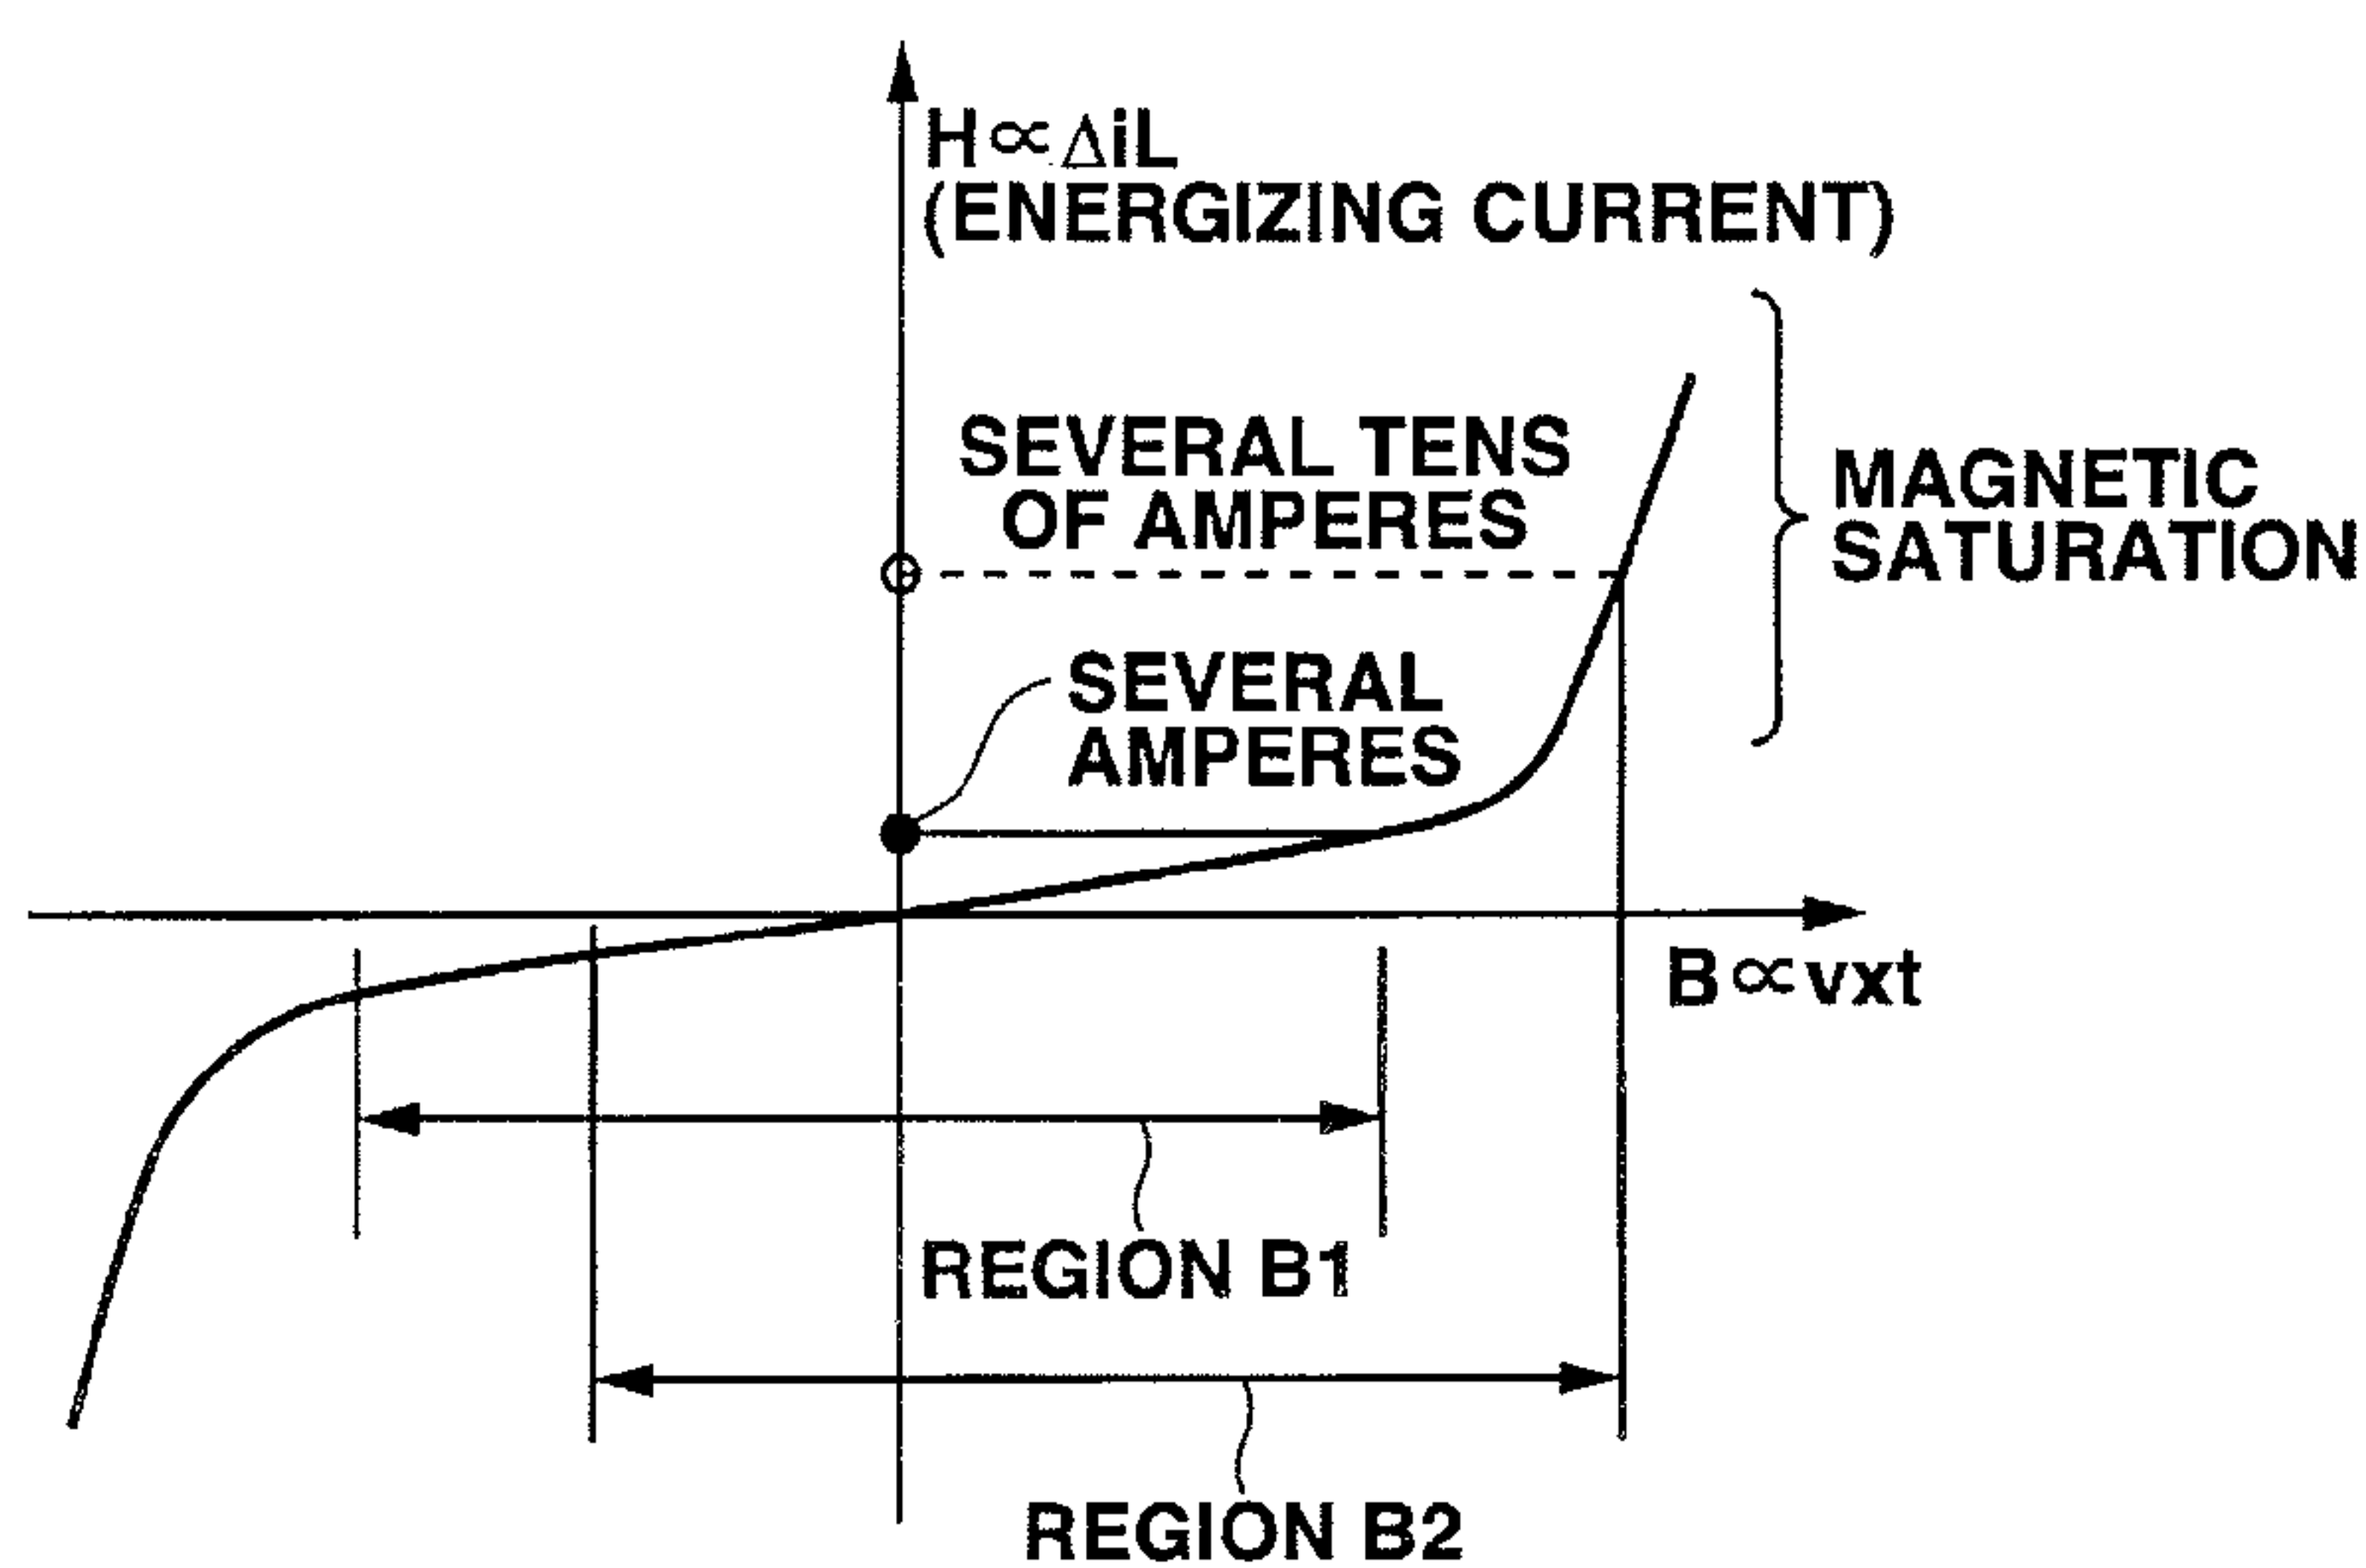 H∝ΔiL
(ENERGIZING CURRENT)
SEVERAL TENS
OF AMPERES
MAGNETIC
SATURATION
SEVERAL
AMPERES
B∝vxt
REGION B1
REGION B2